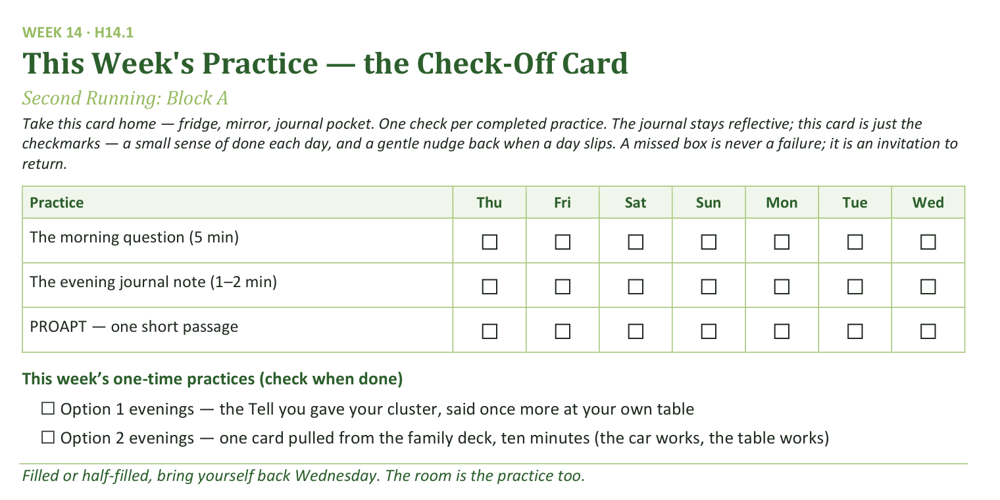 WEEK 14 · H14.1
This Week's Practice — the Check-Off Card
Second Running: Block A
Take this card home — fridge, mirror, journal pocket. One check per completed practice. The journal stays reflective; this card is just the
checkmarks — a small sense of done each day, and a gentle nudge back when a day slips. A missed box is never a failure; it is an invitation to
return.
Practice Thu Fri Sat Sun Mon Tue Wed
The morning question (5 min) ☐ ☐ ☐ ☐ ☐ ☐ ☐
The evening journal note (1–2 min) ☐ ☐ ☐ ☐ ☐ ☐ ☐
PROAPT — one short passage ☐ ☐ ☐ ☐ ☐ ☐ ☐
This week’s one-time practices (check when done)
☐ Option 1 evenings — the Tell you gave your cluster, said once more at your own table
☐ Option 2 evenings — one card pulled from the family deck, ten minutes (the car works, the table works)
Filled or half-filled, bring yourself back Wednesday. The room is the practice too.